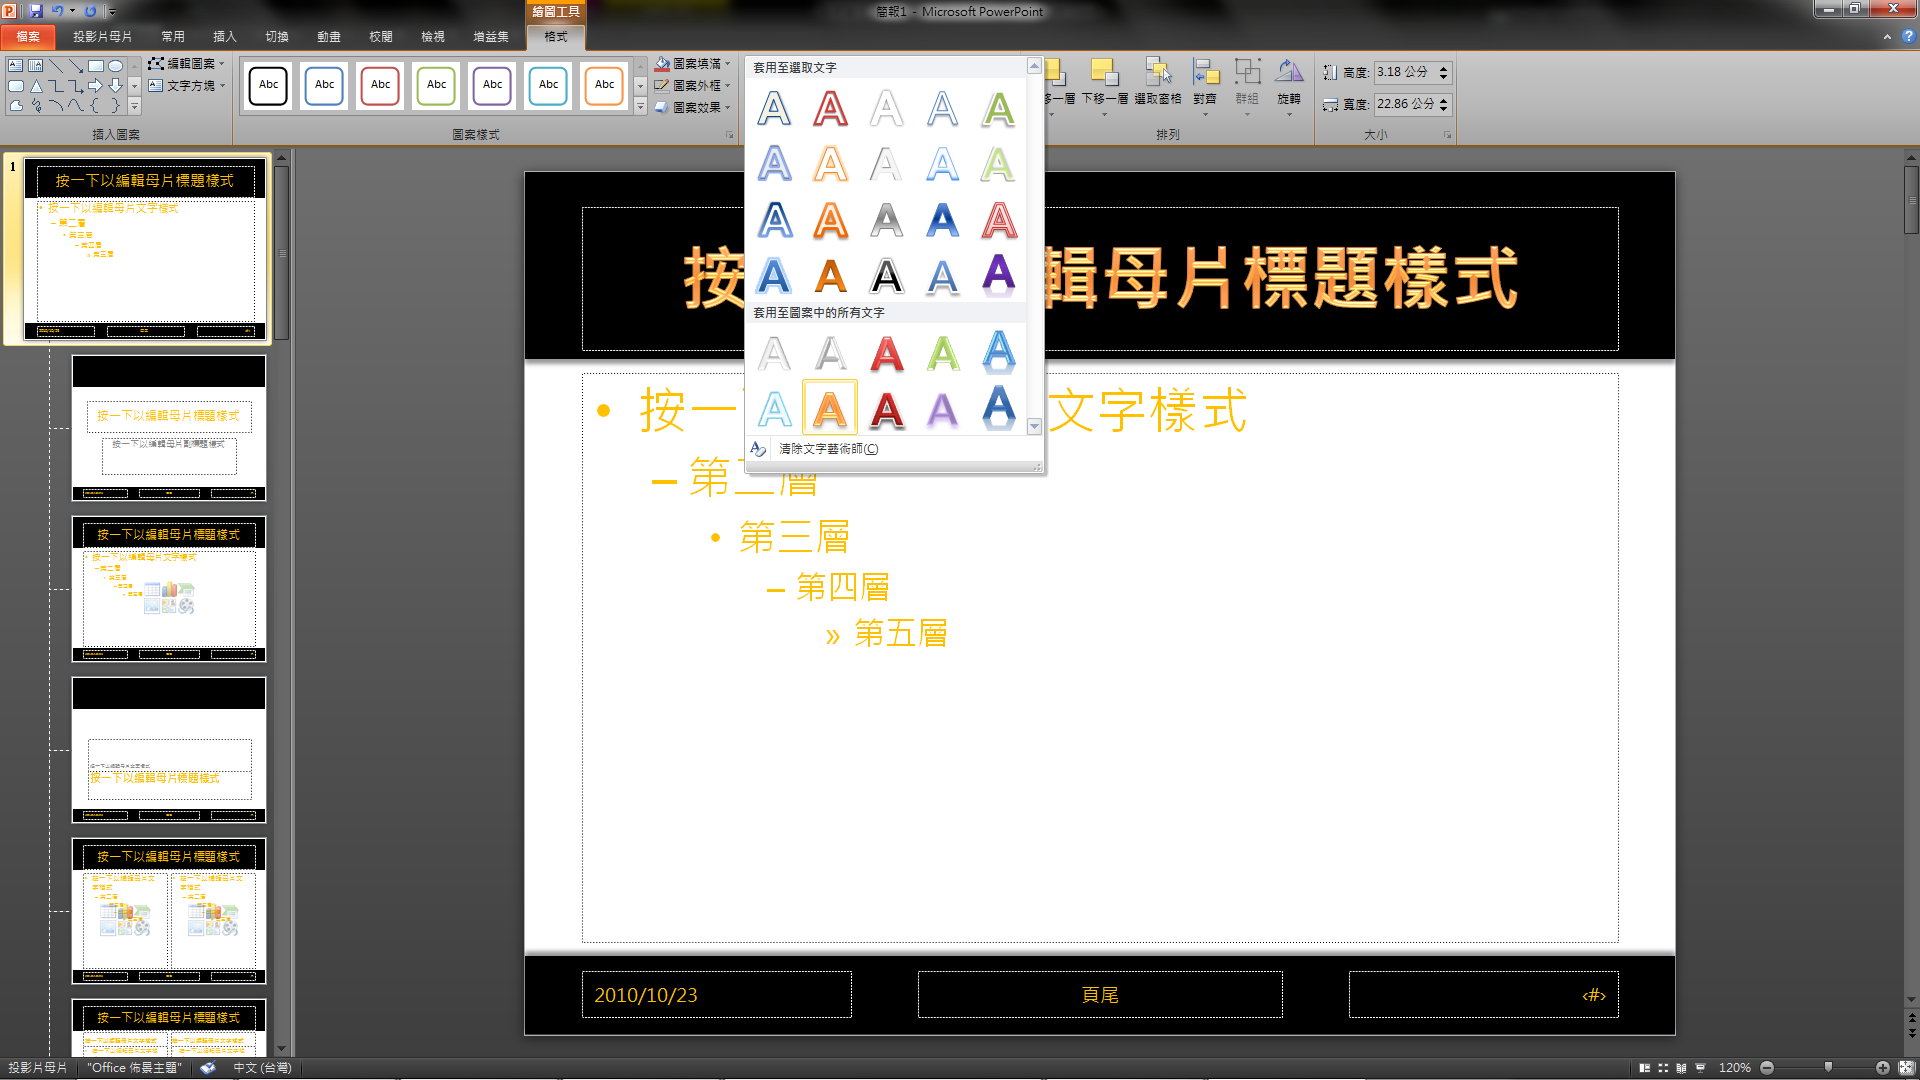 簡報1 - Microsoft PowerPoint
繪圖工具
檔案 投影片母片 常用 插入 切換 動畫 校閱 檢視 增益集 格式
編輯圖案
文字方塊
插入圖案
Abc Abc Abc Abc Abc Abc Abc
圖案填滿
圖案外框
圖案效果
圖案樣式
套用至選取文字
套用至圖案中的所有文字
清除文字藝術師(C)
移一層 下移一層 選取窗格 對齊 群組 旋轉
排列
高度: 3.18 公分
寬度: 22.86 公分
大小
1
按一下以編輯母片標題樣式
按一下以編輯母片文字樣式
– 第二層
• 第三層
– 第四層
» 第五層
按一下以編輯母片標題樣式
按一下以編輯母片副標題樣式
按一下以編輯母片標題樣式
按一下以編輯母片文字樣式
– 第二層
• 第三層
按一下以編輯母片標題樣式
按一下以編輯母片標題樣式
按一下以編輯母片標題樣式
按 輯母片標題樣式
• 按一 文字樣式
– 第二層
• 第三層
– 第四層
» 第五層
2010/10/23
頁尾
‹#›
投影片母片 "Office 佈景主題" 中文 (台灣)
120%